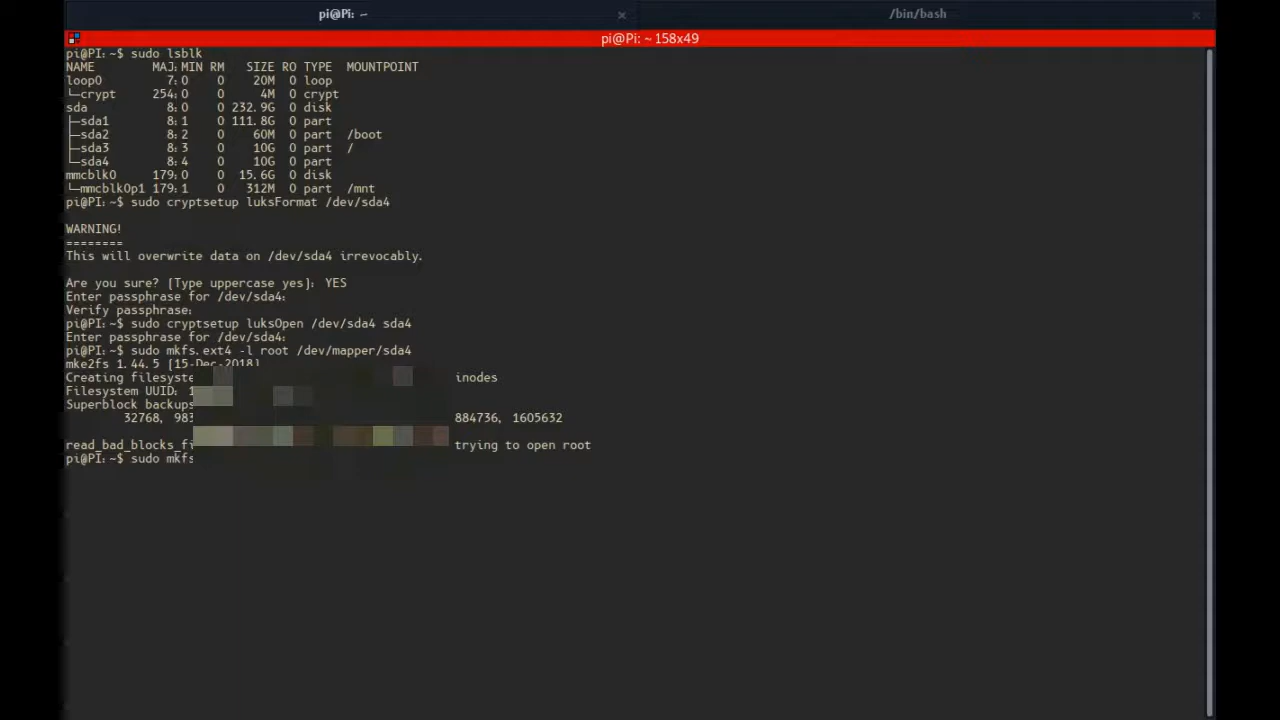 pi@Pi: ~
/bin/bash
pi@Pi: ~ 158x49
pi@PI:~$ sudo lsblk
NAME        MAJ:MIN RM   SIZE RO TYPE  MOUNTPOINT
loop0         7:0    0    20M  0 loop
└─crypt     254:0    0     4M  0 crypt
sda           8:0    0 232.9G  0 disk
├─sda1        8:1    0 111.8G  0 part
├─sda2        8:2    0    60M  0 part  /boot
├─sda3        8:3    0    10G  0 part  /
└─sda4        8:4    0    10G  0 part
mmcblk0     179:0    0  15.6G  0 disk
└─mmcblk0p1 179:1    0   312M  0 part  /mnt
pi@PI:~$ sudo cryptsetup luksFormat /dev/sda4
WARNING!
========
This will overwrite data on /dev/sda4 irrevocably.
Are you sure? [Type uppercase yes]: YES
Enter passphrase for /dev/sda4:
Verify passphrase:
pi@PI:~$ sudo cryptsetup luksOpen /dev/sda4 sda4
Enter passphrase for /dev/sda4:
pi@PI:~$ sudo mkfs.ext4 -l root /dev/mapper/sda4
mke2fs 1.44.5 [15-Dec-2018]
Creating filesyste inodes
Filesystem UUID:
Superblock backups
32768, 983 884736, 1605632
read_bad_blocks_fi trying to open root
pi@PI:~$ sudo mkfs